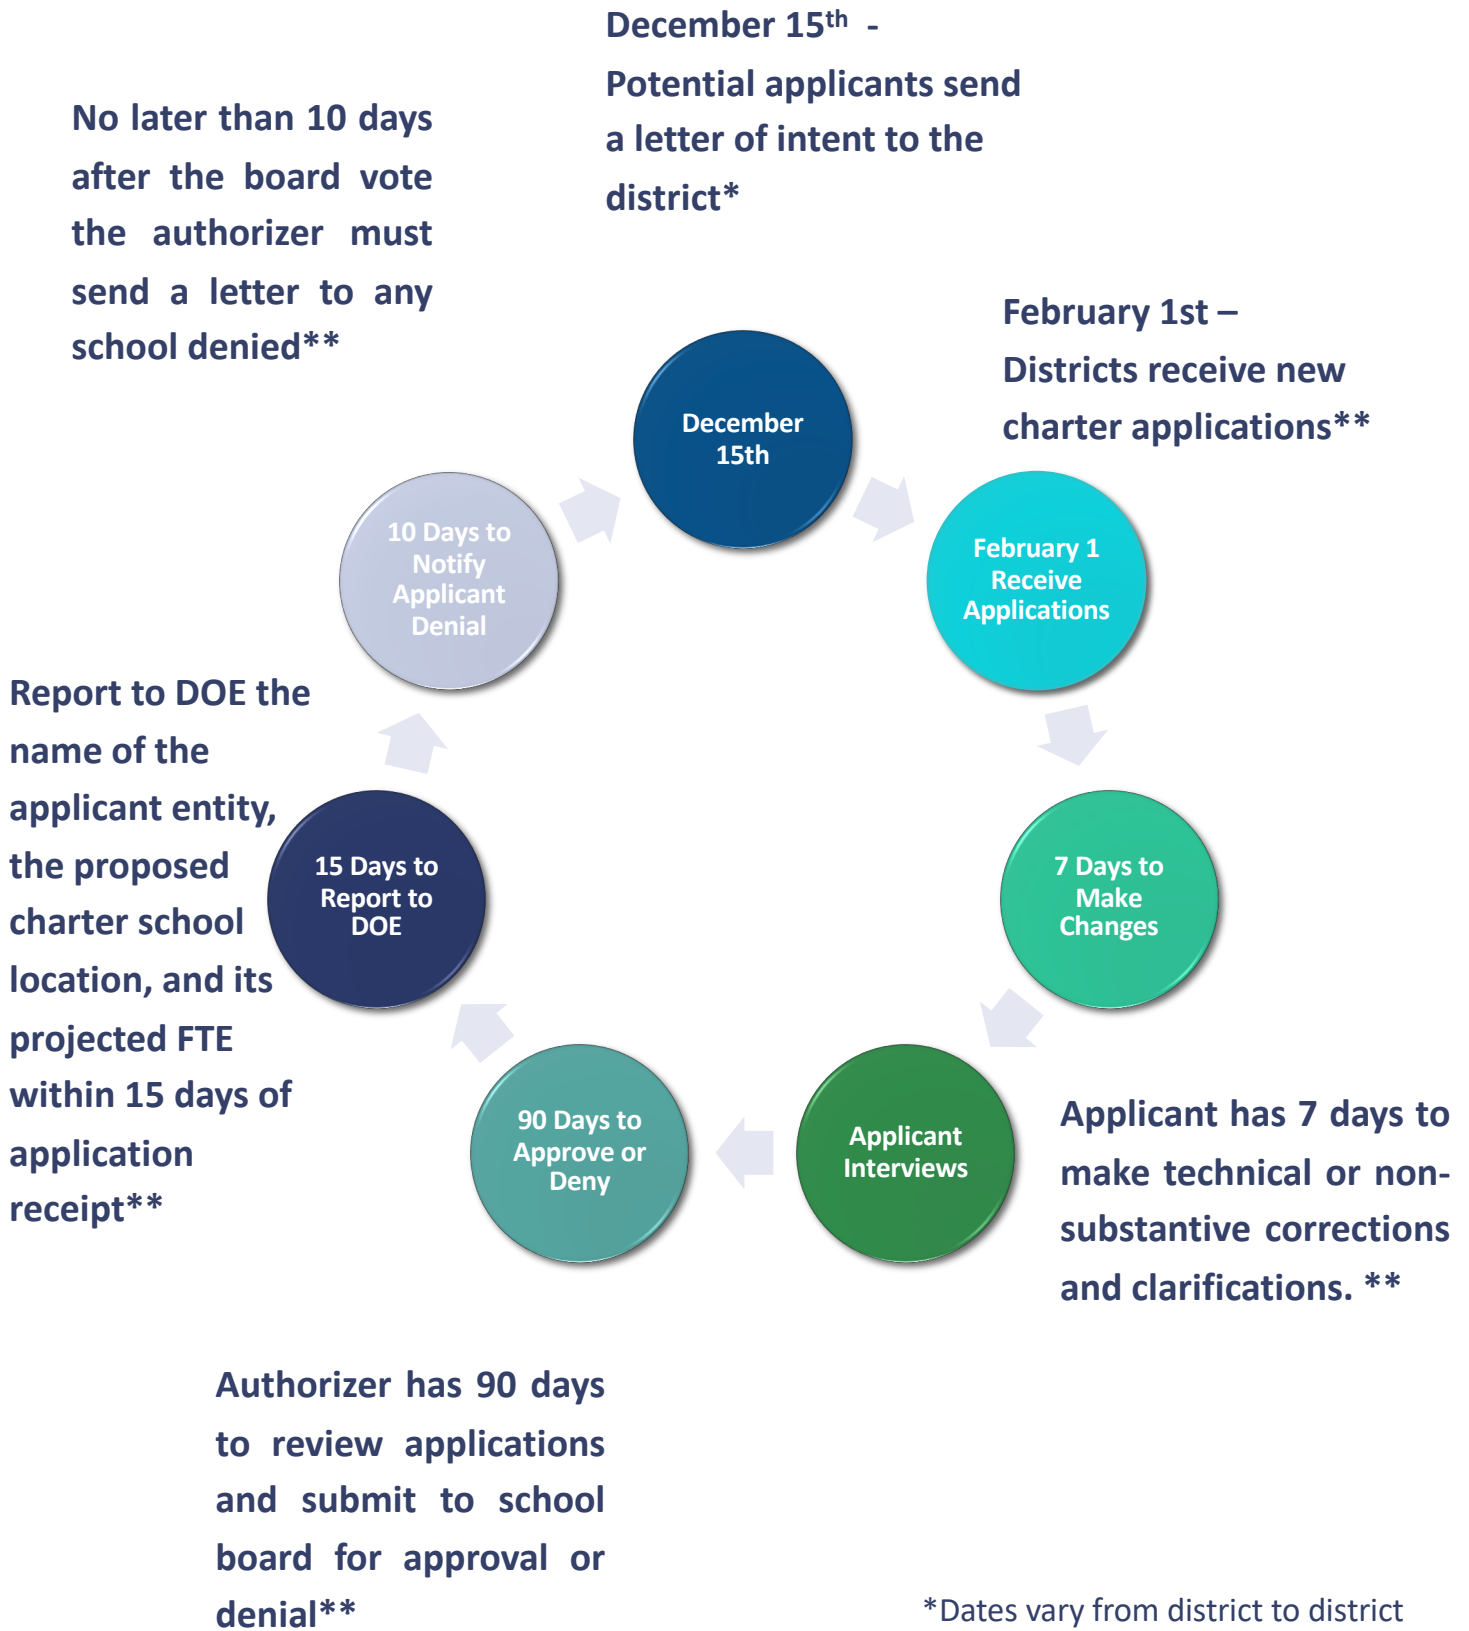 December 15th -
Potential applicants send
a letter of intent to the
district*
No later than 10 days
after the board vote
the authorizer must
send a letter to any
school denied**
February 1st –
Districts receive new
charter applications**
December
15th
February 1
Receive
Applications
10 Days to
Notify
Applicant
Denial
Report to DOE the
name of the
applicant entity,
the proposed
charter school
location, and its
projected FTE
within 15 days of
application
receipt**
15 Days to
Report to
DOE
7 Days to
Make
Changes
90 Days to
Approve or
Deny
Applicant
Interviews
Applicant has 7 days to
make technical or non-
substantive corrections
and clarifications. **
Authorizer has 90 days
to review applications
and submit to school
board for approval or
denial**
*Dates vary from district to district